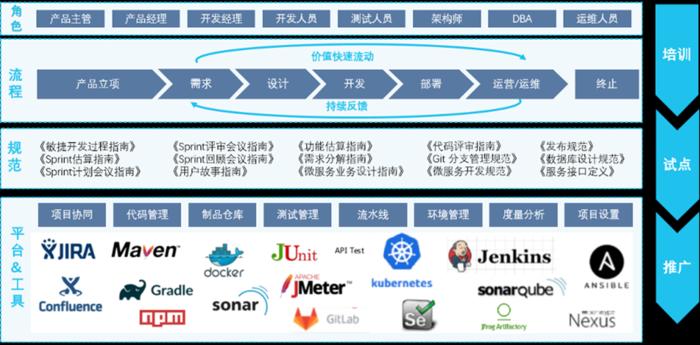 角色
产品主管 产品经理 开发经理 开发人员 测试人员 架构师 DBA 运维人员
培训
流程
价值快速流动
产品立项 需求 设计 开发 部署 运营/运维 终止
持续反馈
规范
《敏捷开发过程指南》 《Sprint评审会议指南》 《功能估算指南》 《代码评审指南》 《发布规范》
《Sprint估算指南》 《Sprint回顾会议指南》 《需求分解指南》 《Git 分支管理规范》 《数据库设计规范》
《Sprint计划会议指南》 《用户故事指南》 《微服务业务设计指南》 《微服务开发规范》 《服务接口定义》
试点
平台&工具
项目协同 代码管理 制品仓库 测试管理 流水线 环境管理 度量分析 项目设置
JIRA Maven docker JUnit API Test kubernetes Jenkins ANSIBLE
Confluence Gradle sonar APACHE JMeter sonarqube
npm GitLab Se JFrog Artifactory Nexus
推广